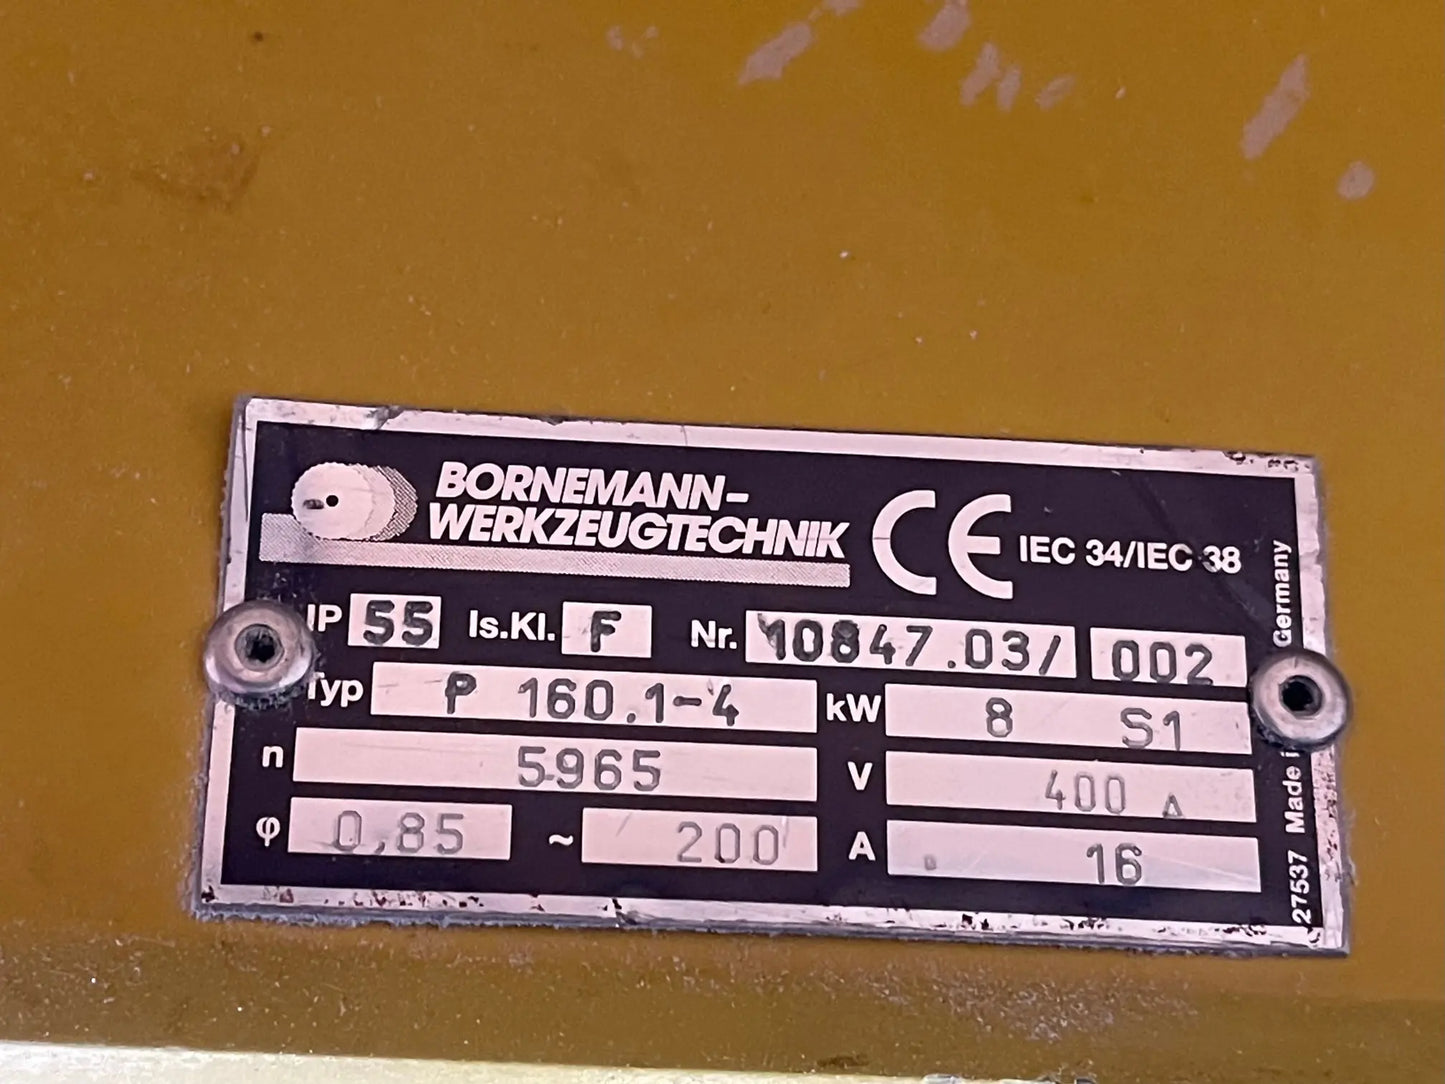 BORNEMANN-
WERKZEUGTECHNIK CE IEC 34/IEC 38
IP 55 Is.Kl. F Nr. 10847.03/ 002
Typ P 160.1-4 kW 8 S1
n 5965 V 400 Δ
φ 0,85 ~ 200 A 16
27537 Made i Germany